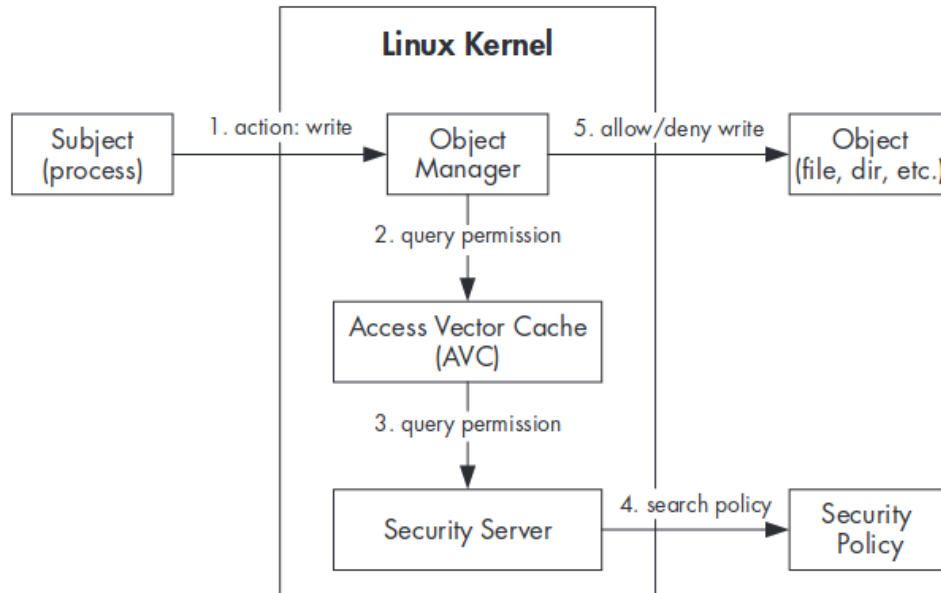 Linux Kernel
Subject
(process)
1. action: write
Object
Manager
5. allow/deny write
Object
(file, dir, etc.)
2. query permission
Access Vector Cache
(AVC)
3. query permission
Security Server
4. search policy
Security
Policy